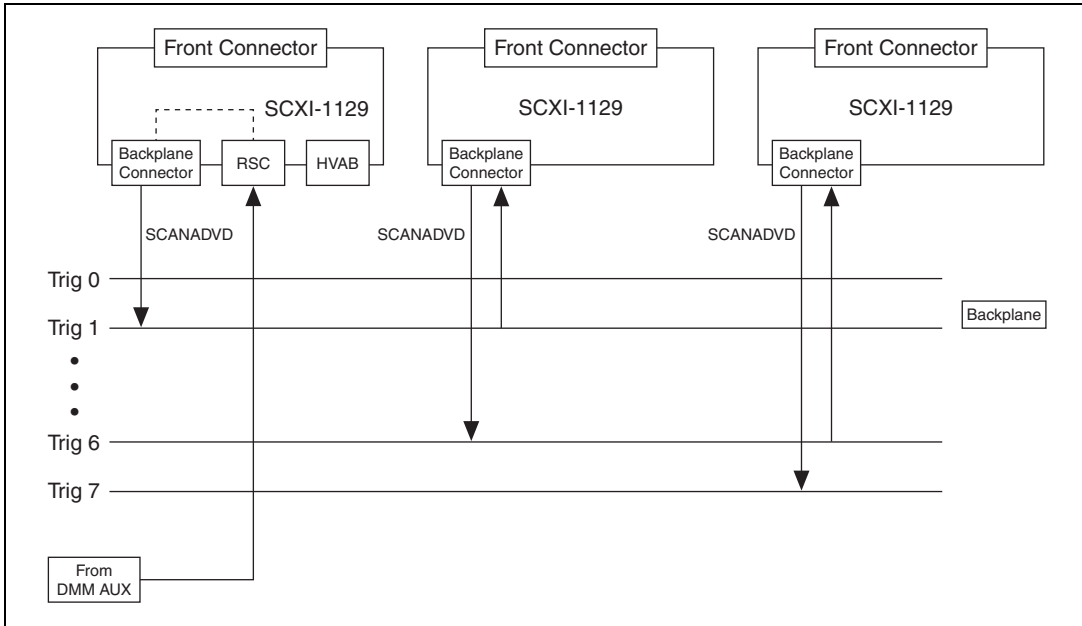 Front Connector
Front Connector
Front Connector
SCXI-1129
SCXI-1129
SCXI-1129
Backplane
Connector
RSC
HVAB
Backplane
Connector
Backplane
Connector
SCANADVD
SCANADVD
SCANADVD
Trig 0
Trig 1
Backplane
Trig 6
Trig 7
From
DMM AUX